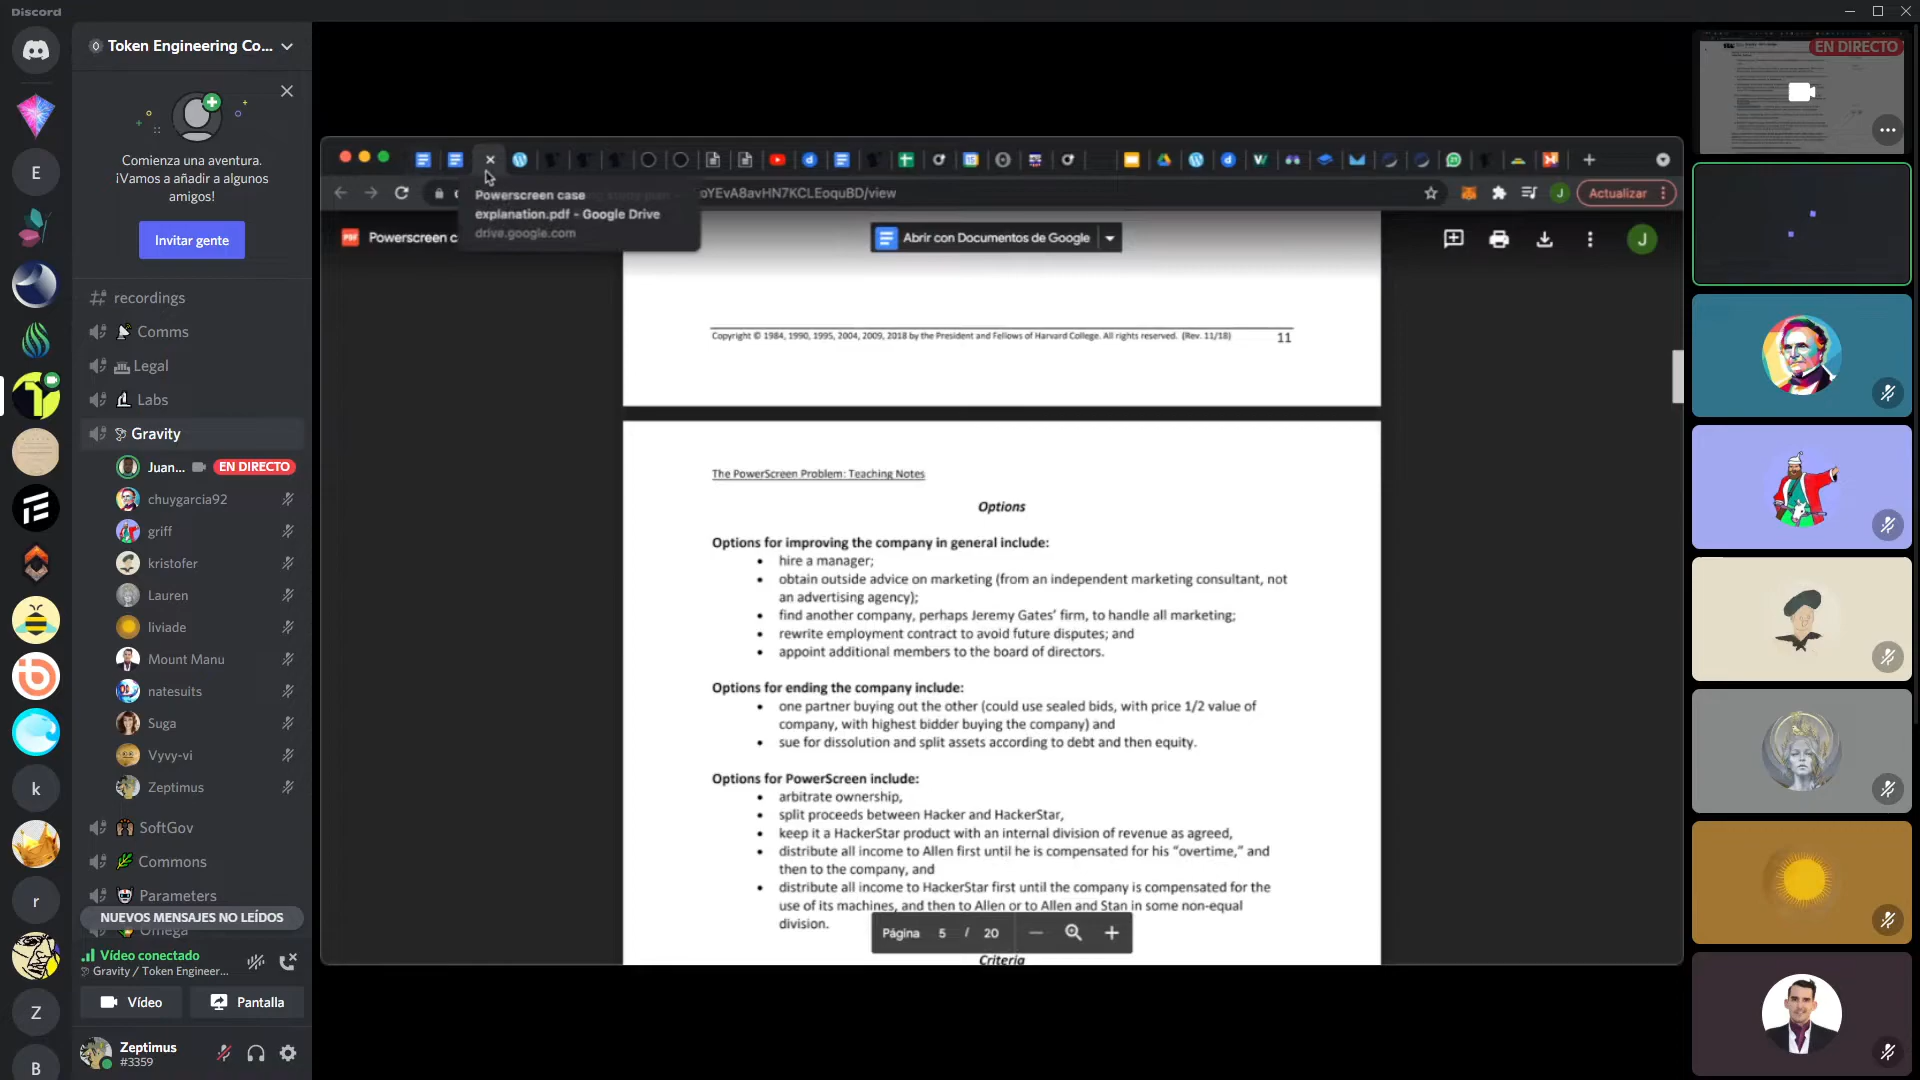 Discord
Token Engineering Co...
Comienza una aventura.
¡Vamos a añadir a algunos
amigos!
Invitar gente
recordings
Comms
Legal
Labs
Gravity
Juan... EN DIRECTO
chuygarcia92
griff
kristofer
Lauren
liviade
Mount Manu
natesuits
Suga
Vyvy-vi
Zeptimus
SoftGov
Commons
Parameters
NUEVOS MENSAJES NO LEÍDOS
Omega
Vídeo conectado
Gravity / Token Engineer...
Vídeo
Pantalla
Zeptimus
#3359
E
k
r
Z
B
oYEvA8avHN7KCLEoquBD/view
J
Actualizar
Powerscreen case
explanation.pdf - Google Drive
drive.google.com
PDF
Powerscreen c
Abrir con Documentos de Google
J
Copyright © 1984, 1990, 1995, 2004, 2009, 2018 by the President and Fellows of Harvard College. All rights reserved. (Rev. 11/18) 11
The PowerScreen Problem: Teaching Notes
Options
Options for improving the company in general include:
• hire a manager;
• obtain outside advice on marketing (from an independent marketing consultant, not
an advertising agency);
• find another company, perhaps Jeremy Gates' firm, to handle all marketing;
• rewrite employment contract to avoid future disputes; and
• appoint additional members to the board of directors.
Options for ending the company include:
• one partner buying out the other (could use sealed bids, with price 1/2 value of
company, with highest bidder buying the company) and
• sue for dissolution and split assets according to debt and then equity.
Options for PowerScreen include:
• arbitrate ownership,
• split proceeds between Hacker and HackerStar,
• keep it a HackerStar product with an internal division of revenue as agreed,
• distribute all income to Allen first until he is compensated for his "overtime," and
then to the company, and
• distribute all income to HackerStar first until the company is compensated for the
use of its machines, and then to Allen or to Allen and Stan in some non-equal
division.
Página 5 / 20
Criteria
EN DIRECTO